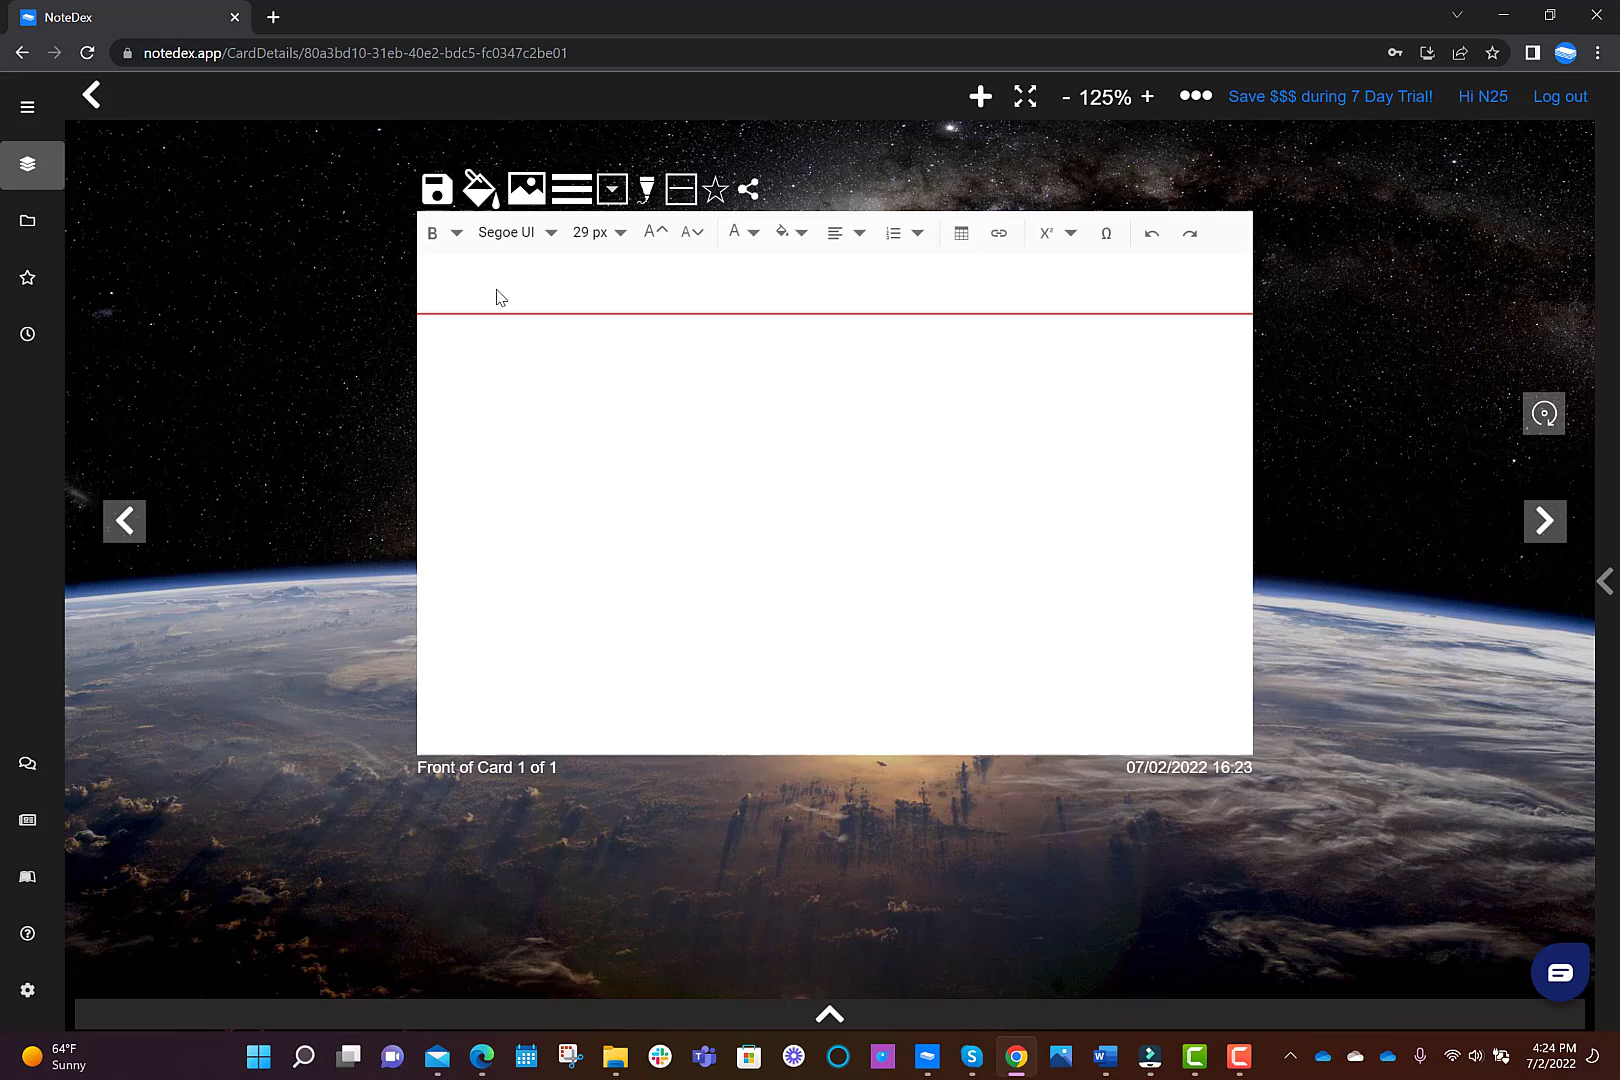 NoteDex
notedex.app/CardDetails/80a3bd10-31eb-40e2-bdc5-fc0347c2be01
- 125% +
Save $$$ during 7 Day Trial!
Hi N25
Log out
B
Segoe UI
29 px
A
A
A
X²
Ω
Front of Card 1 of 1
07/02/2022 16:23
64°F
Sunny
4:24 PM
7/2/2022